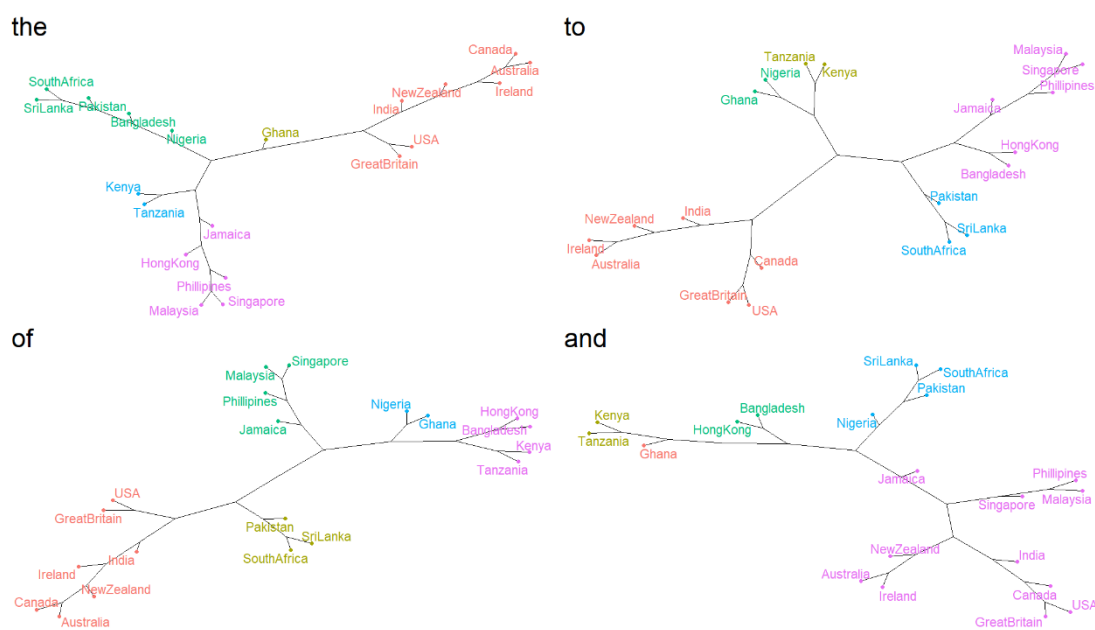 the
Canada
Australia
Ireland
NewZealand
India
USA
GreatBritain
Ghana
SouthAfrica
SriLanka
Pakistan
Bangladesh
Nigeria
Kenya
Tanzania
Jamaica
HongKong
Phillipines
Malaysia
Singapore
to
Tanzania
Kenya
Nigeria
Ghana
Malaysia
Singapore
Phillipines
Jamaica
HongKong
Bangladesh
Pakistan
SriLanka
SouthAfrica
India
NewZealand
Ireland
Australia
Canada
GreatBritain
USA
of
Singapore
Malaysia
Phillipines
Jamaica
Nigeria
Ghana
HongKong
Bangladesh
Kenya
Tanzania
USA
GreatBritain
Pakistan
SriLanka
SouthAfrica
India
Ireland
NewZealand
Canada
Australia
and
SriLanka
SouthAfrica
Pakistan
Nigeria
Kenya
Tanzania
Ghana
Bangladesh
HongKong
Jamaica
Phillipines
Malaysia
Singapore
NewZealand
Australia
Ireland
India
Canada
USA
GreatBritain